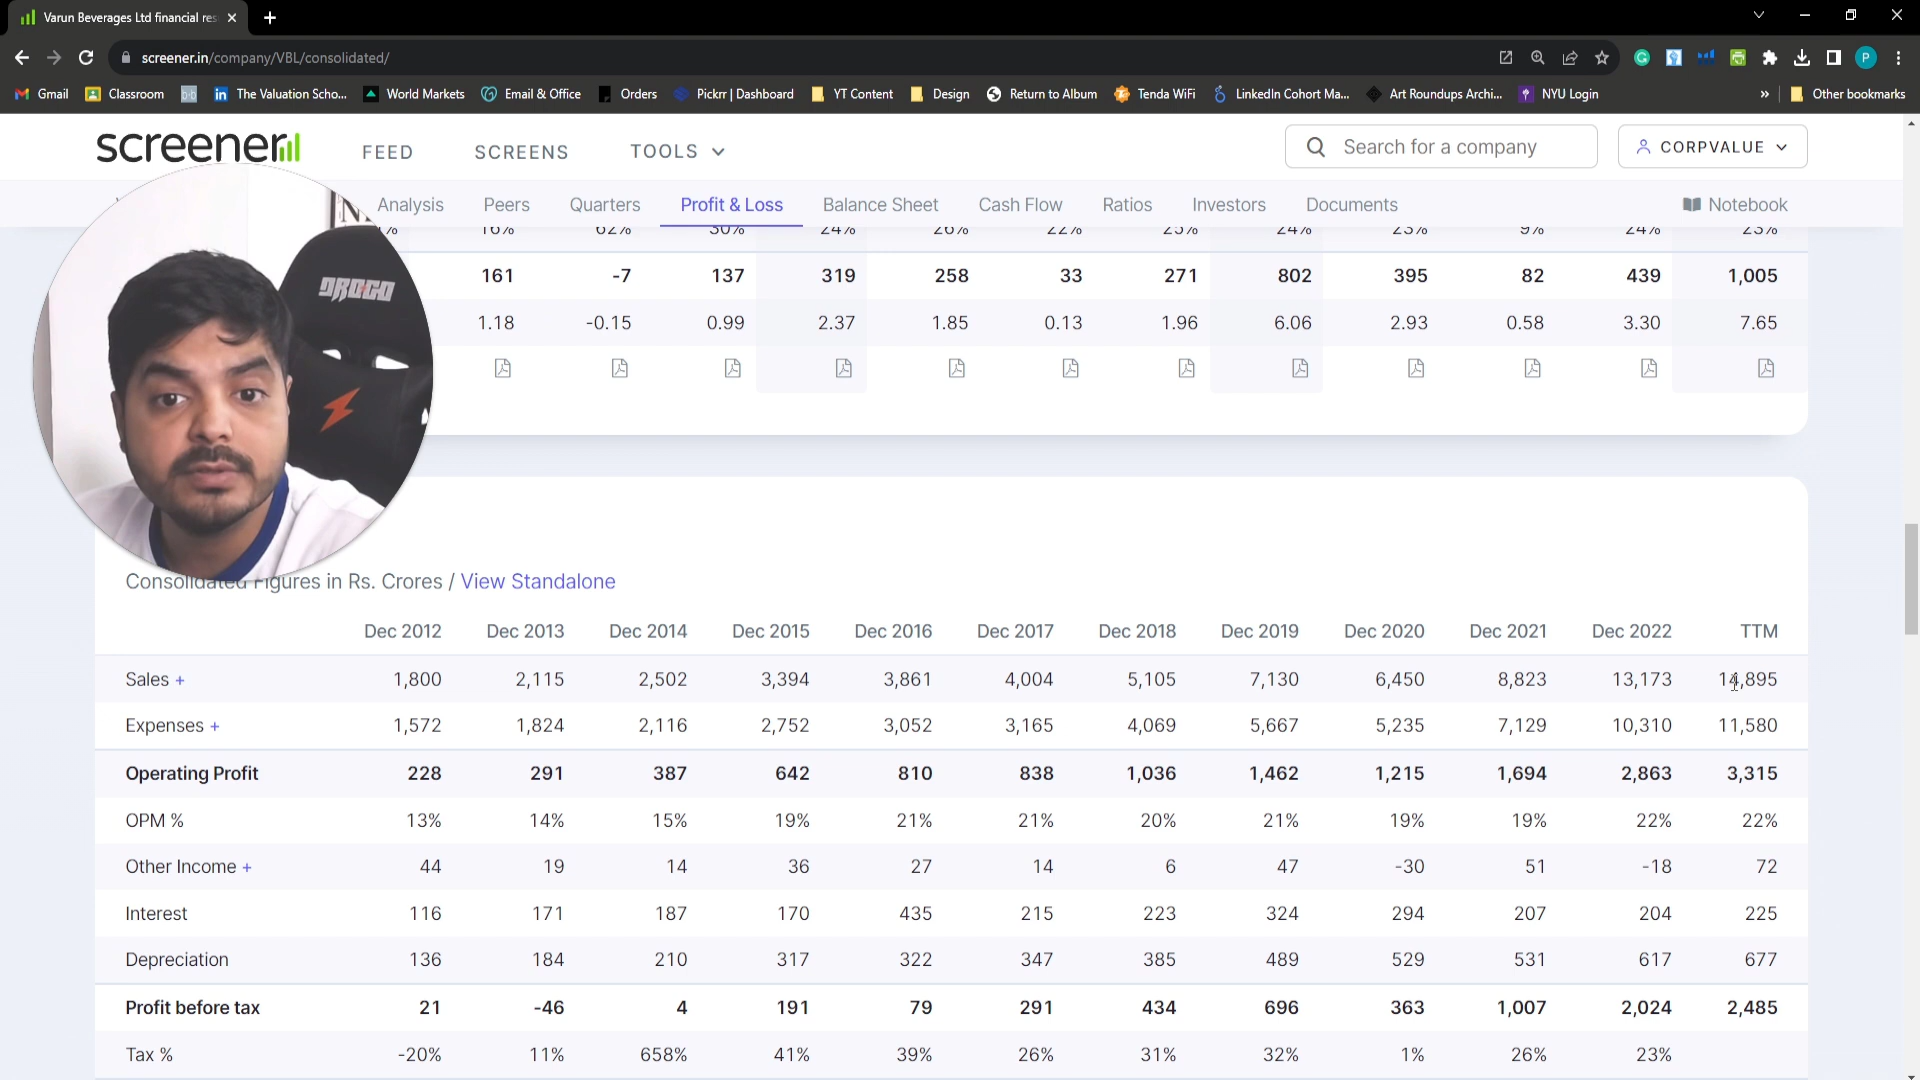 Varun Beverages Ltd financial res
screener.in/company/VBL/consolidated/
P
Gmail Classroom The Valuation Scho... World Markets Email & Office Orders Pickrr | Dashboard YT Content Design Return to Album Tenda WiFi LinkedIn Cohort Ma... Art Roundups Archi... NYU Login » Other bookmarks
screener FEED SCREENS TOOLS Search for a company CORPVALUE
Analysis Peers Quarters Profit & Loss Balance Sheet Cash Flow Ratios Investors Documents Notebook
16% 62% 30% 24% 26% 22% 25% 24% 23% 9% 24% 23%
161 -7 137 319 258 33 271 802 395 82 439 1,005
1.18 -0.15 0.99 2.37 1.85 0.13 1.96 6.06 2.93 0.58 3.30 7.65
DROGO
Consolidated Figures in Rs. Crores / View Standalone
Dec 2012 Dec 2013 Dec 2014 Dec 2015 Dec 2016 Dec 2017 Dec 2018 Dec 2019 Dec 2020 Dec 2021 Dec 2022 TTM
Sales + 1,800 2,115 2,502 3,394 3,861 4,004 5,105 7,130 6,450 8,823 13,173 14,895
Expenses + 1,572 1,824 2,116 2,752 3,052 3,165 4,069 5,667 5,235 7,129 10,310 11,580
Operating Profit 228 291 387 642 810 838 1,036 1,462 1,215 1,694 2,863 3,315
OPM % 13% 14% 15% 19% 21% 21% 20% 21% 19% 19% 22% 22%
Other Income + 44 19 14 36 27 14 6 47 -30 51 -18 72
Interest 116 171 187 170 435 215 223 324 294 207 204 225
Depreciation 136 184 210 317 322 347 385 489 529 531 617 677
Profit before tax 21 -46 4 191 79 291 434 696 363 1,007 2,024 2,485
Tax % -20% 11% 658% 41% 39% 26% 31% 32% 1% 26% 23%